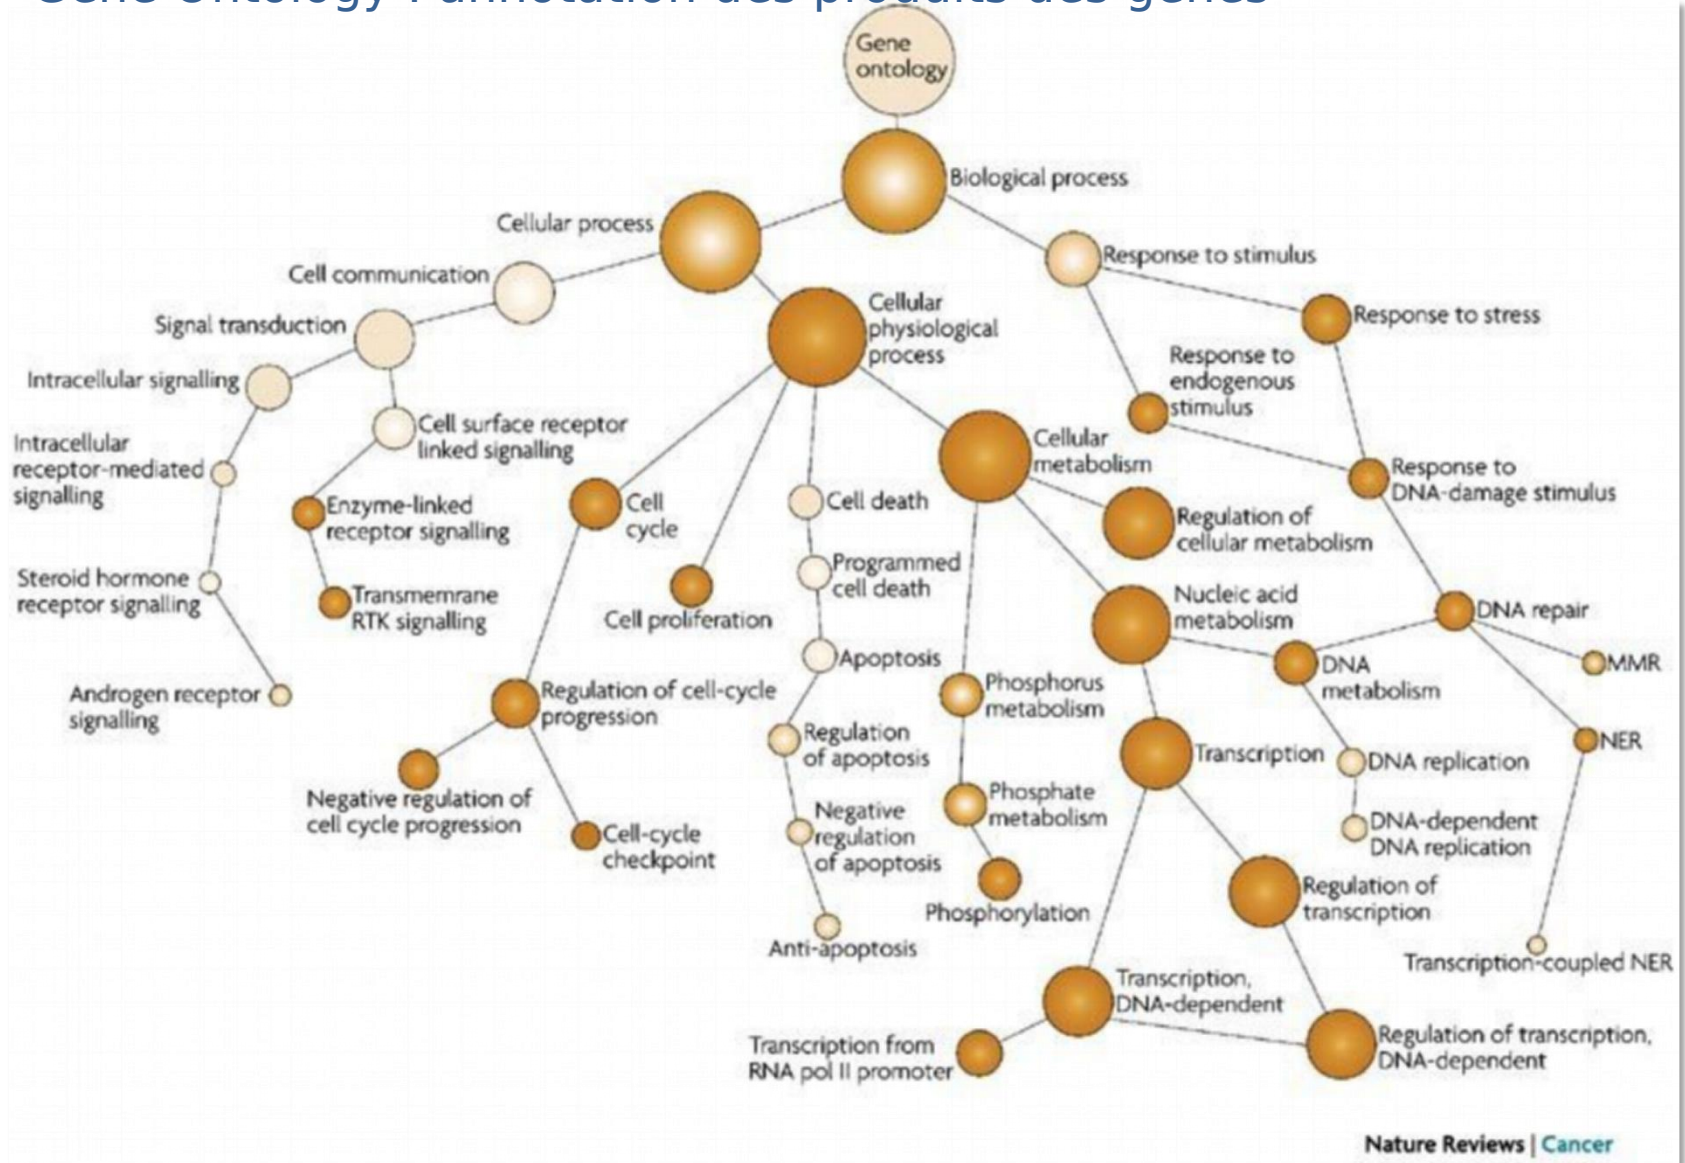 Gene Ontology : annotation des produits des gènes
Gene
ontology
Biological process
Cellular process
Response to stimulus
Cell communication
Cellular
physiological
process
Signal transduction
Response to stress
Response to
endogenous
stimulus
Intracellular signalling
Cell surface receptor
linked signalling
Cellular
metabolism
Intracellular
receptor-mediated
signalling
Response to
DNA-damage stimulus
Enzyme-linked
receptor signalling
Cell
cycle
Cell death
Regulation of
cellular metabolism
Programmed
cell death
Steroid hormone
receptor signalling
Transmemrane
RTK signalling
Cell proliferation
Nucleic acid
metabolism
DNA repair
Apoptosis
DNA
metabolism
MMR
Androgen receptor
signalling
Regulation of cell-cycle
progression
Phosphorus
metabolism
Regulation
of apoptosis
Transcription
NER
DNA replication
Negative regulation of
cell cycle progression
Cell-cycle
checkpoint
Negative
regulation
of apoptosis
Phosphate
metabolism
DNA-dependent
DNA replication
Phosphorylation
Regulation of
transcription
Anti-apoptosis
Transcription-coupled NER
Transcription,
DNA-dependent
Transcription from
RNA pol II promoter
Regulation of transcription,
DNA-dependent
Nature Reviews | Cancer